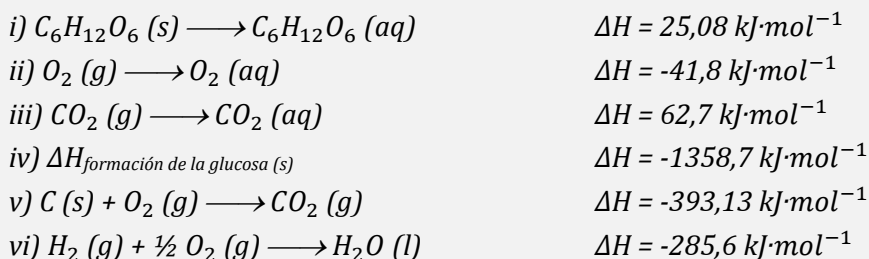 i) C₆H₁₂O₆ (s) ⟶ C₆H₁₂O₆ (aq) ΔH = 25,08 kJ·mol⁻¹
ii) O₂ (g) ⟶ O₂ (aq) ΔH = -41,8 kJ·mol⁻¹
iii) CO₂ (g) ⟶ CO₂ (aq) ΔH = 62,7 kJ·mol⁻¹
iv) ΔH formación de la glucosa (s) ΔH = -1358,7 kJ·mol⁻¹
v) C (s) + O₂ (g) ⟶ CO₂ (g) ΔH = -393,13 kJ·mol⁻¹
vi) H₂ (g) + ½ O₂ (g) ⟶ H₂O (l) ΔH = -285,6 kJ·mol⁻¹